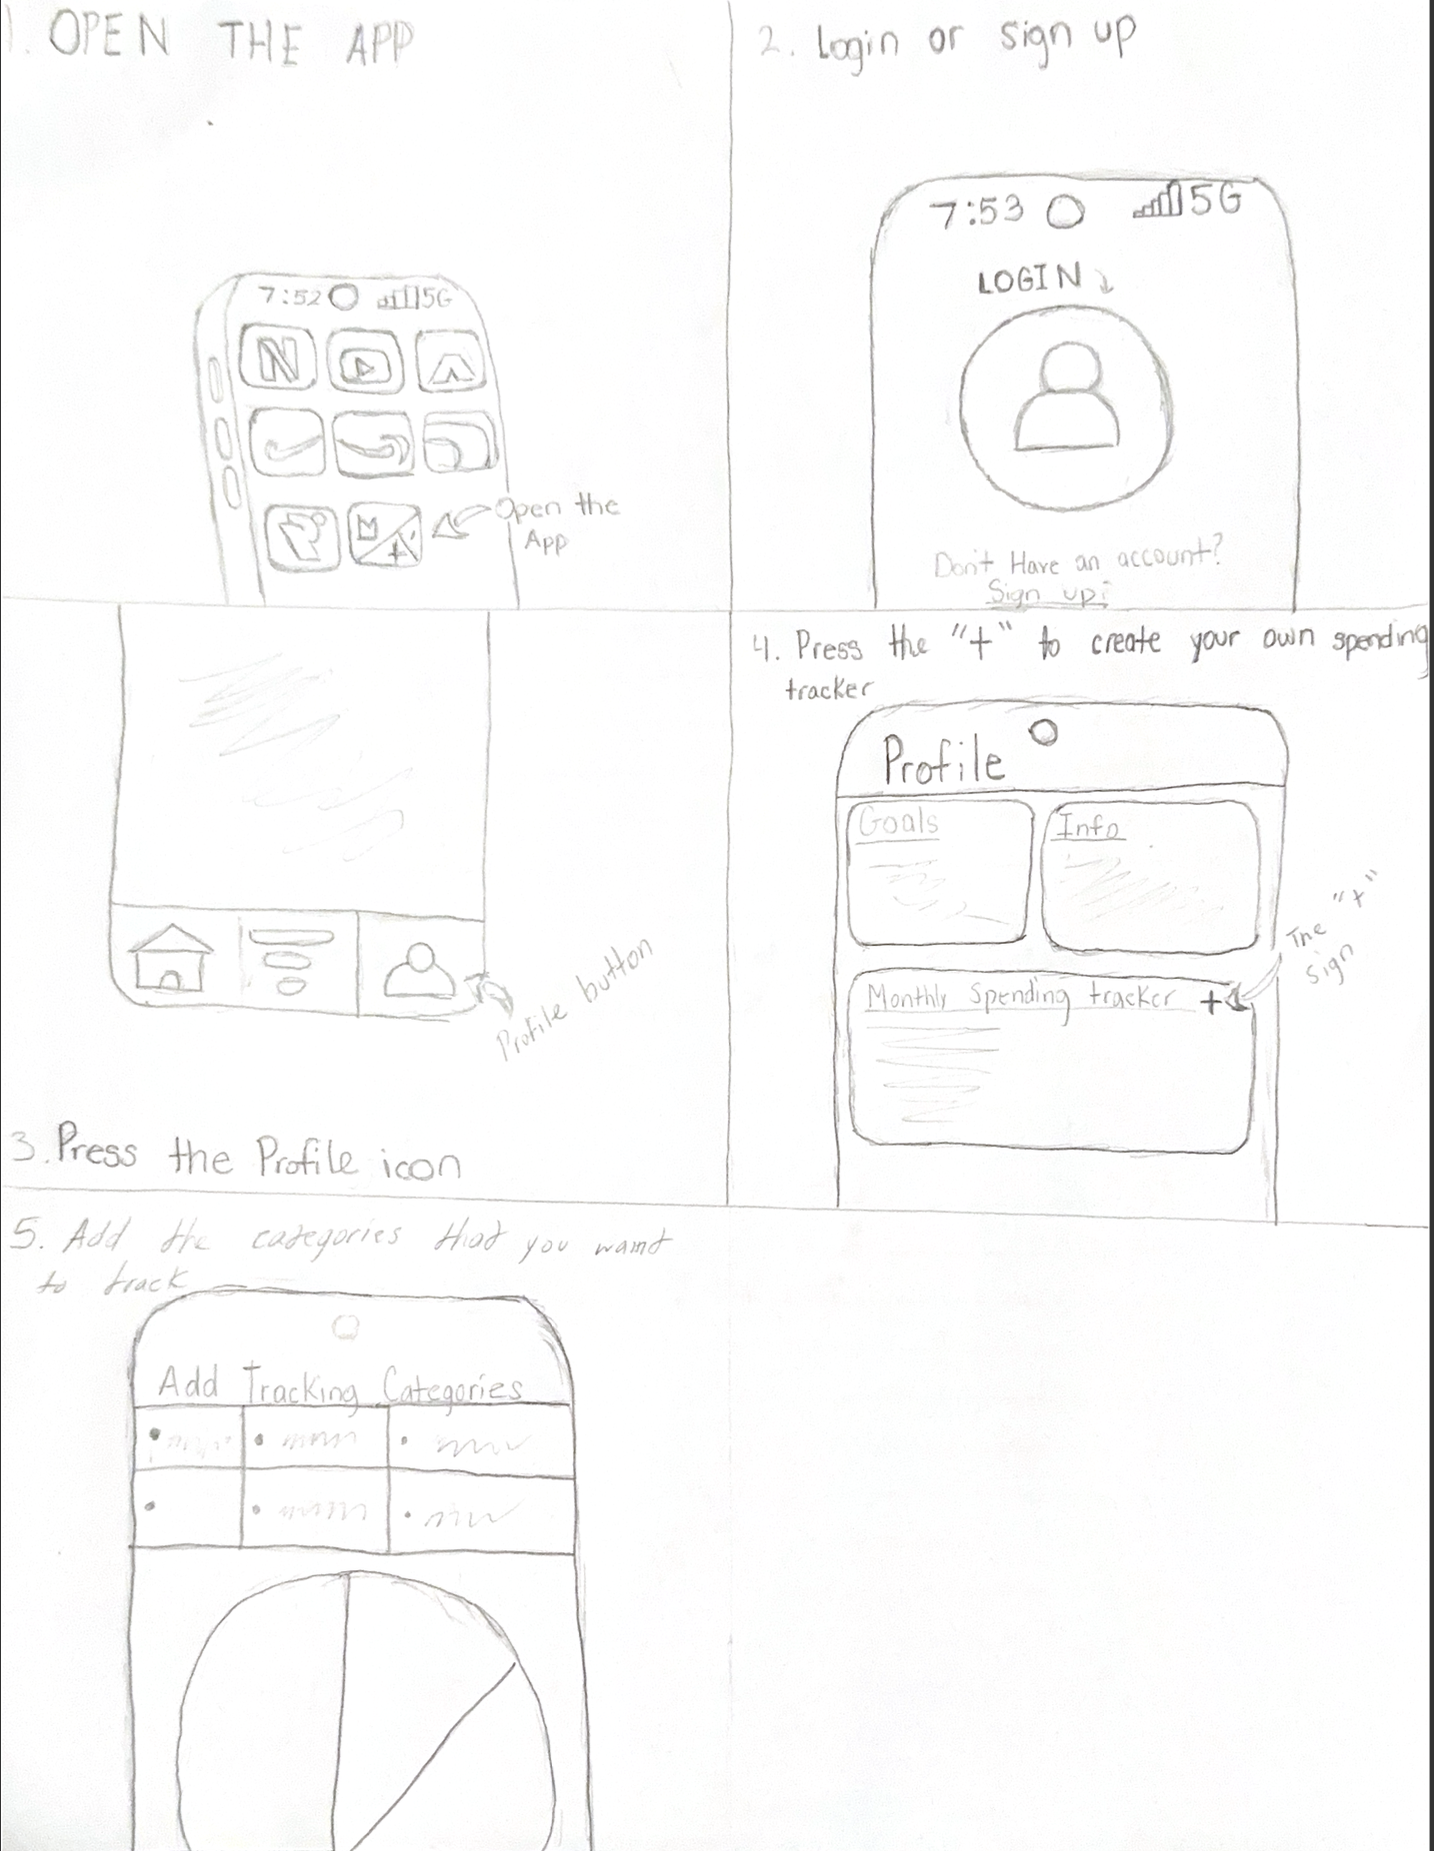 1. OPEN THE APP
7:52 5G
N
Open the
App
2. Login or sign up
7:53 5G
LOGIN
Don't Have an account?
Sign up!
Profile button
3. Press the Profile icon
4. Press the "+" to create your own spending
tracker
Profile
Goals
Info
The "+"
sign
Monthly Spending tracker +
5. Add the categories that you want
to track
Add Tracking Categories